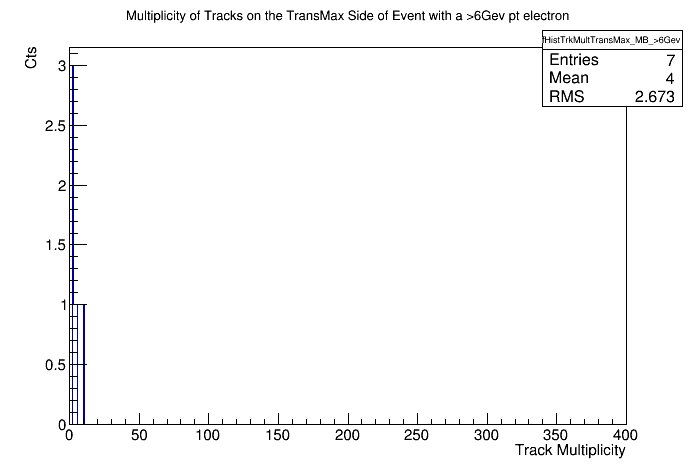 Multiplicity of Tracks on the TransMax Side of Event with a >6Gev pt electron
fHistTrkMultTransMax_MB_>6Gev
Entries 7
Mean 4
RMS 2.673
Cts
3
2.5
2
1.5
1
0.5
0
0 50 100 150 200 250 300 350 400
Track Multiplicity